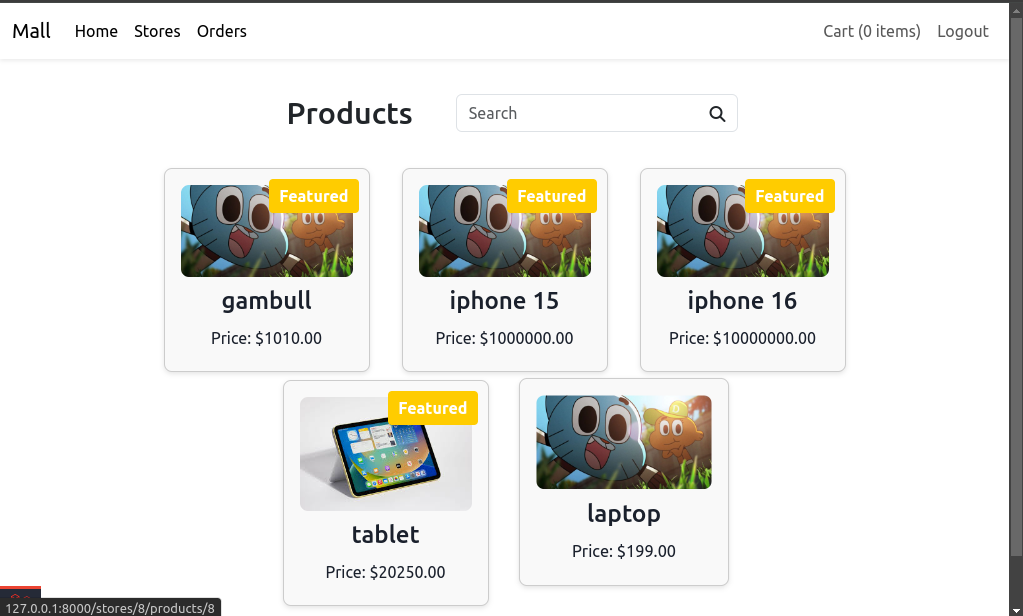 Mall Home Stores Orders Cart (0 items) Logout
Products Search
Featured Featured Featured
gambull iphone 15 iphone 16
Price: $1010.00 Price: $1000000.00 Price: $10000000.00
Featured
tablet laptop
Price: $20250.00 Price: $199.00
127.0.0.1:8000/stores/8/products/8